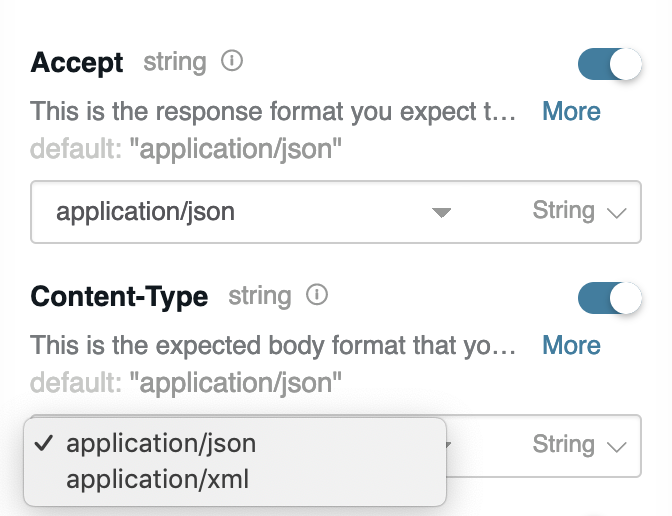 Accept string
This is the response format you expect t... More
default: "application/json"
application/json String
Content-Type string
This is the expected body format that yo... More
default: "application/json"
String
✓ application/json
application/xml